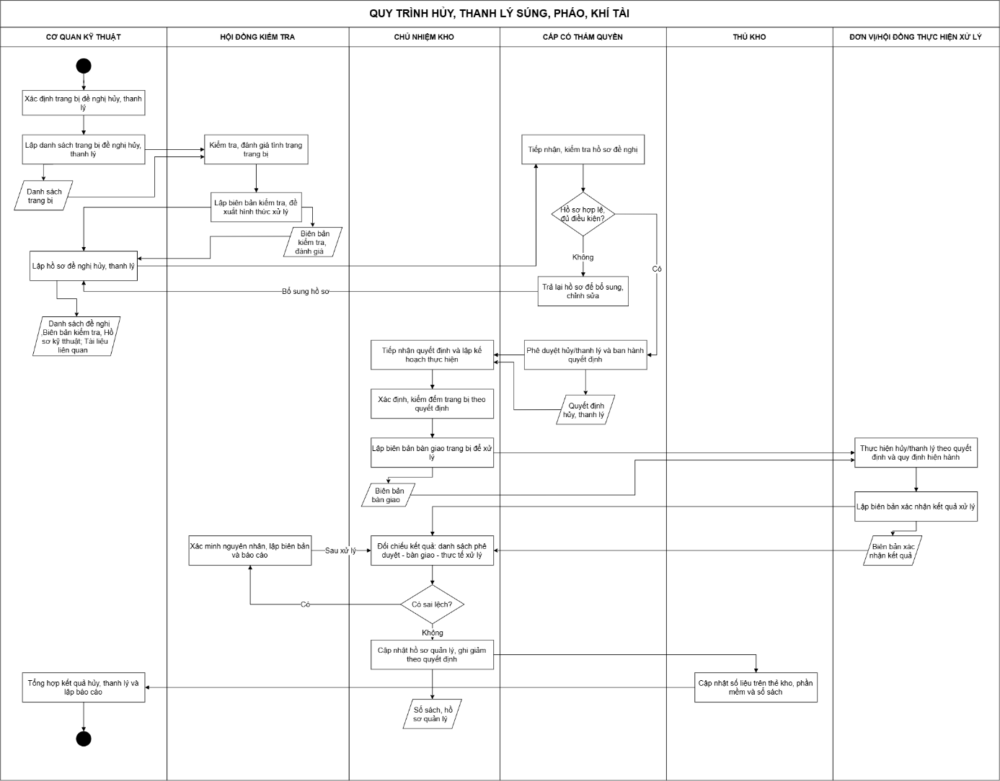 QUY TRÌNH HỦY, THANH LÝ SÚNG, PHÁO, KHÍ TÀI
CƠ QUAN KỸ THUẬT
HỘI ĐỒNG KIỂM TRA
CHỦ NHIỆM KHO
CẤP CÓ THẨM QUYỀN
THỦ KHO
ĐƠN VỊ/HỘI ĐỒNG THỰC HIỆN XỬ LÝ
Xác định trang bị đề nghị hủy, thanh
lý
Lập danh sách trang bị đề nghị hủy,
thanh lý
Kiểm tra, đánh giá tình trạng
trang bị
Tiếp nhận, kiểm tra hồ sơ đề nghị
Danh sách
trang bị
Lập biên bản kiểm tra, đề
xuất hình thức xử lý
Hồ sơ hợp lệ,
đủ điều kiện?
Biên bản
kiểm tra,
đánh giá
Không
Có
Lập hồ sơ đề nghị hủy, thanh lý
Trả lại hồ sơ để bổ sung,
chỉnh sửa
Bổ sung hồ sơ
Danh sách đề nghị
,Biên bản kiểm tra, Hồ
sơ kỹ tthuật; Tài liệu
liên quan
Tiếp nhận quyết định và lập kế
hoạch thực hiện
Phê duyệt hủy/thanh lý và ban hành
quyết định
Xác định, kiểm đếm trang bị theo
quyết định
Quyết định
hủy, thanh lý
Lập biên bản bàn giao trang bị để xử
lý
Thực hiện hủy/thanh lý theo quyết
định và quy định hiện hành
Biên bản
bàn giao
Lập biên bản xác nhận kết quả xử lý
Xác minh nguyên nhân, lập biên bản
và báo cáo
Sau xử lý
Đối chiếu kết quả: danh sách phê
duyệt - bàn giao - thực tế xử lý
Biên bản xác
nhận kết quả
Có
Có sai lệch?
Không
Cập nhật hồ sơ quản lý, ghi giảm
theo quyết định
Tổng hợp kết quả hủy, thanh lý và
lập báo cáo
Cập nhật số liệu trên thẻ kho, phần
mềm và sổ sách
Sổ sách, hồ
sơ quản lý